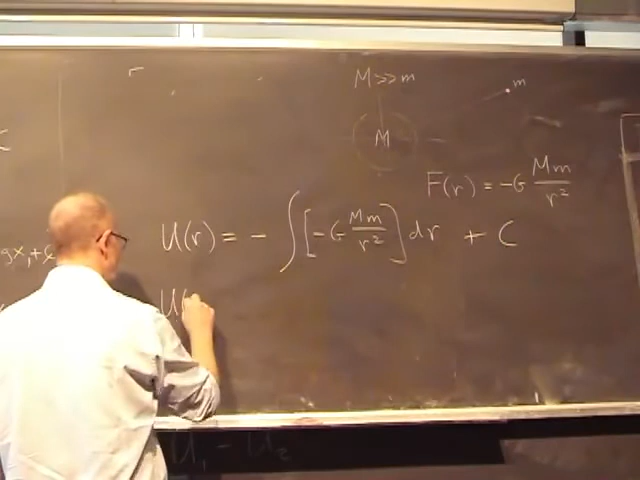 M>>m
m
M
F(r) = -G Mm/r²
U(r) = - ∫[-G Mm/r²] dr + C
U(
U₁ - U₂